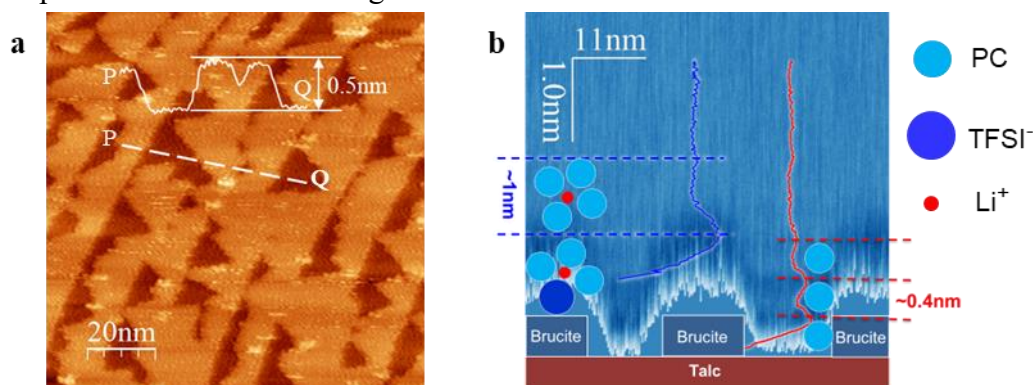 a
P
Q
0.5nm
P
Q
20nm
b
11nm
1.0nm
~1nm
~0.4nm
Brucite
Brucite
Brucite
Talc
PC
TFSI⁻
Li⁺